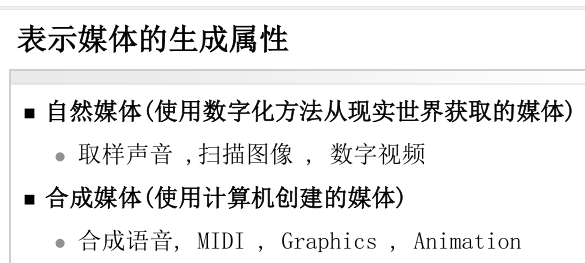 表示媒体的生成属性
■ 自然媒体(使用数字化方法从现实世界获取的媒体)
● 取样声音 ,扫描图像 , 数字视频
■ 合成媒体(使用计算机创建的媒体)
● 合成语音, MIDI , Graphics , Animation